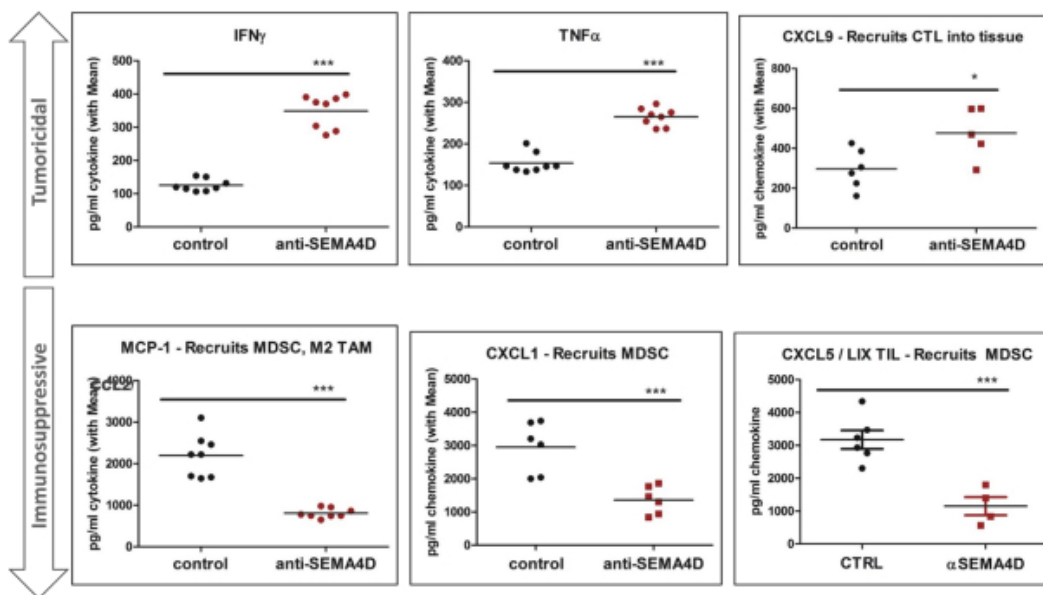 Tumoricidal
IFNγ
pg/ml cytokine (with Mean)
500
400
300
200
100
0
***
control
anti-SEMA4D
TNFα
pg/ml cytokine (with Mean)
400
300
200
100
0
***
control
anti-SEMA4D
CXCL9 - Recruits CTL into tissue
pg/ml chemokine (with Mean)
800
600
400
200
0
*
control
anti-SEMA4D
Immunosuppressive
MCP-1 - Recruits MDSC, M2 TAM
CCL2
pg/ml cytokine (with Mean)
4000
3000
2000
1000
0
***
control
anti-SEMA4D
CXCL1 - Recruits MDSC
pg/ml chemokine (with Mean)
5000
4000
3000
2000
1000
0
***
control
anti-SEMA4D
CXCL5 / LIX TIL - Recruits MDSC
pg/ml chemokine
5000
4000
3000
2000
1000
0
***
CTRL
αSEMA4D